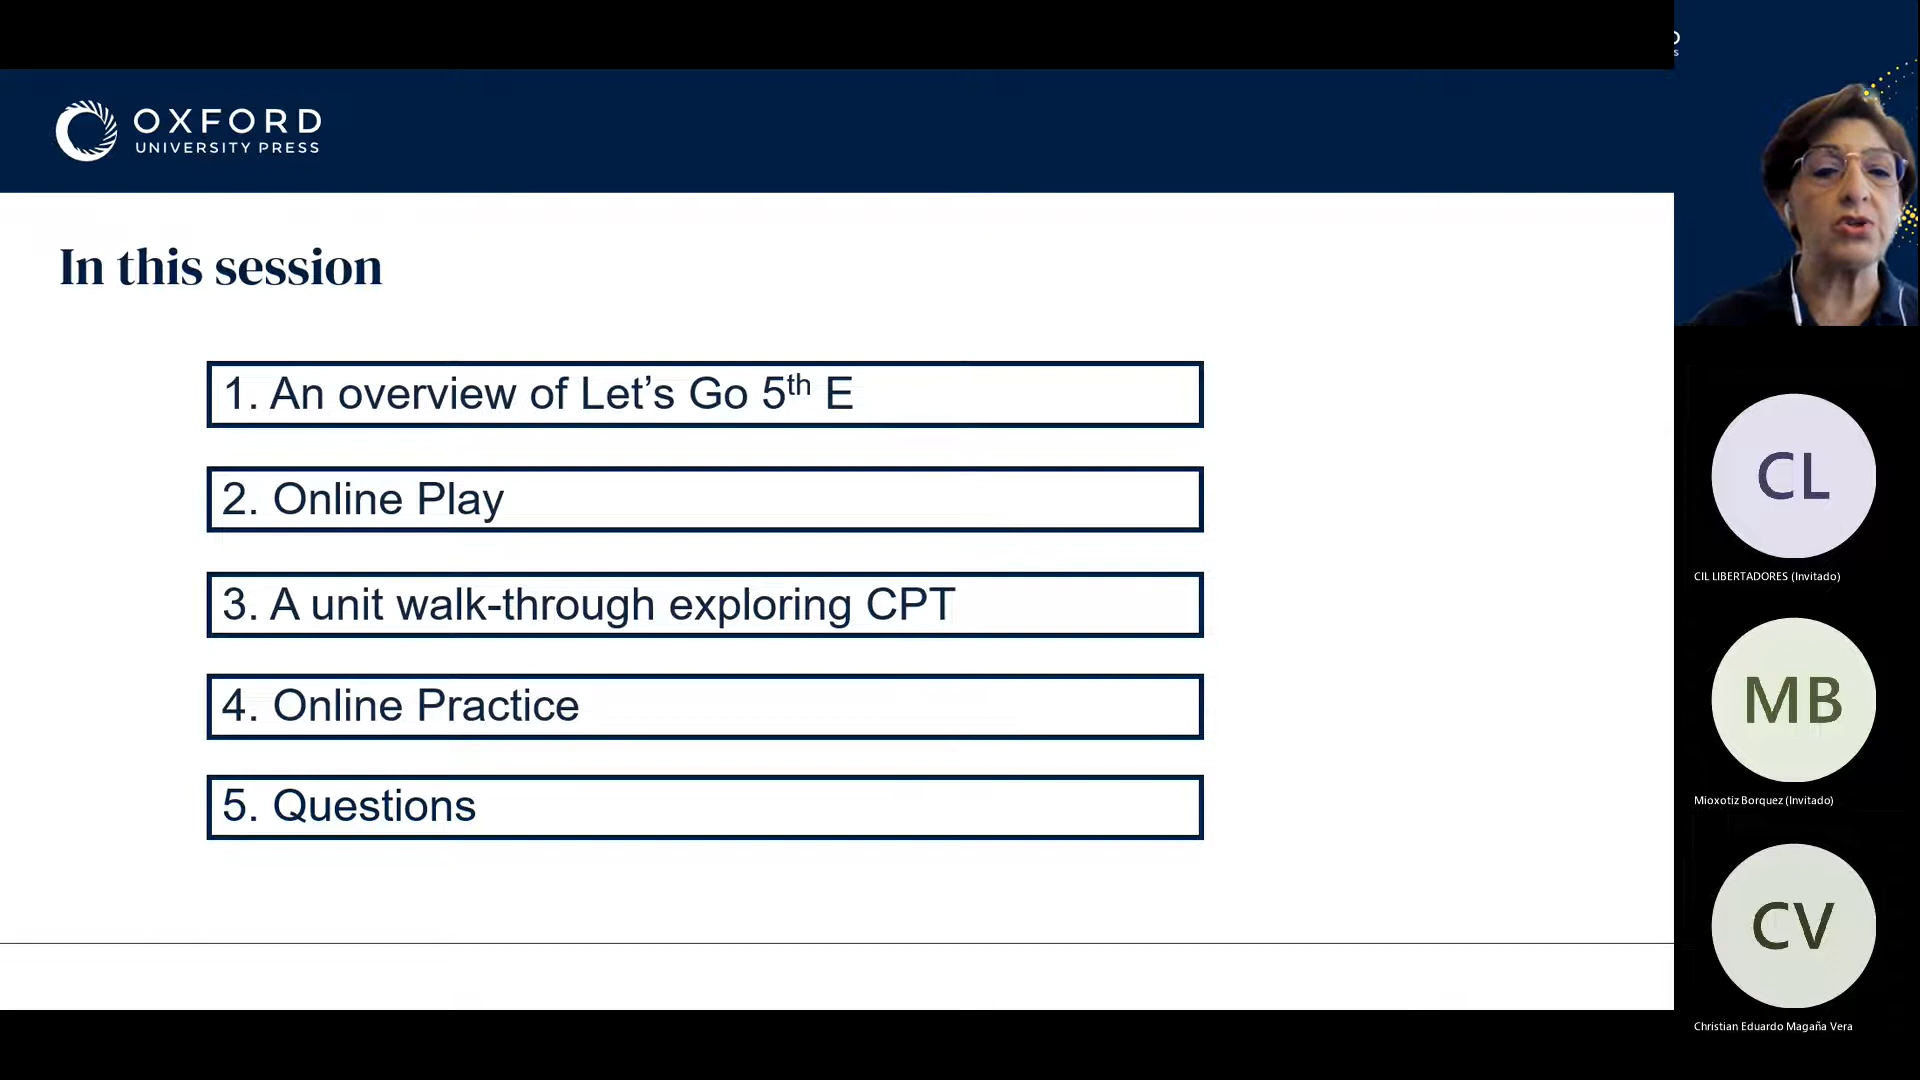 OXFORD
UNIVERSITY PRESS
In this session
1. An overview of Let’s Go 5th E
2. Online Play
3. A unit walk-through exploring CPT
4. Online Practice
5. Questions
CL
CIL LIBERTADORES (Invitado)
MB
Mioxotiz Borquez (Invitado)
CV
Christian Eduardo Magaña Vera